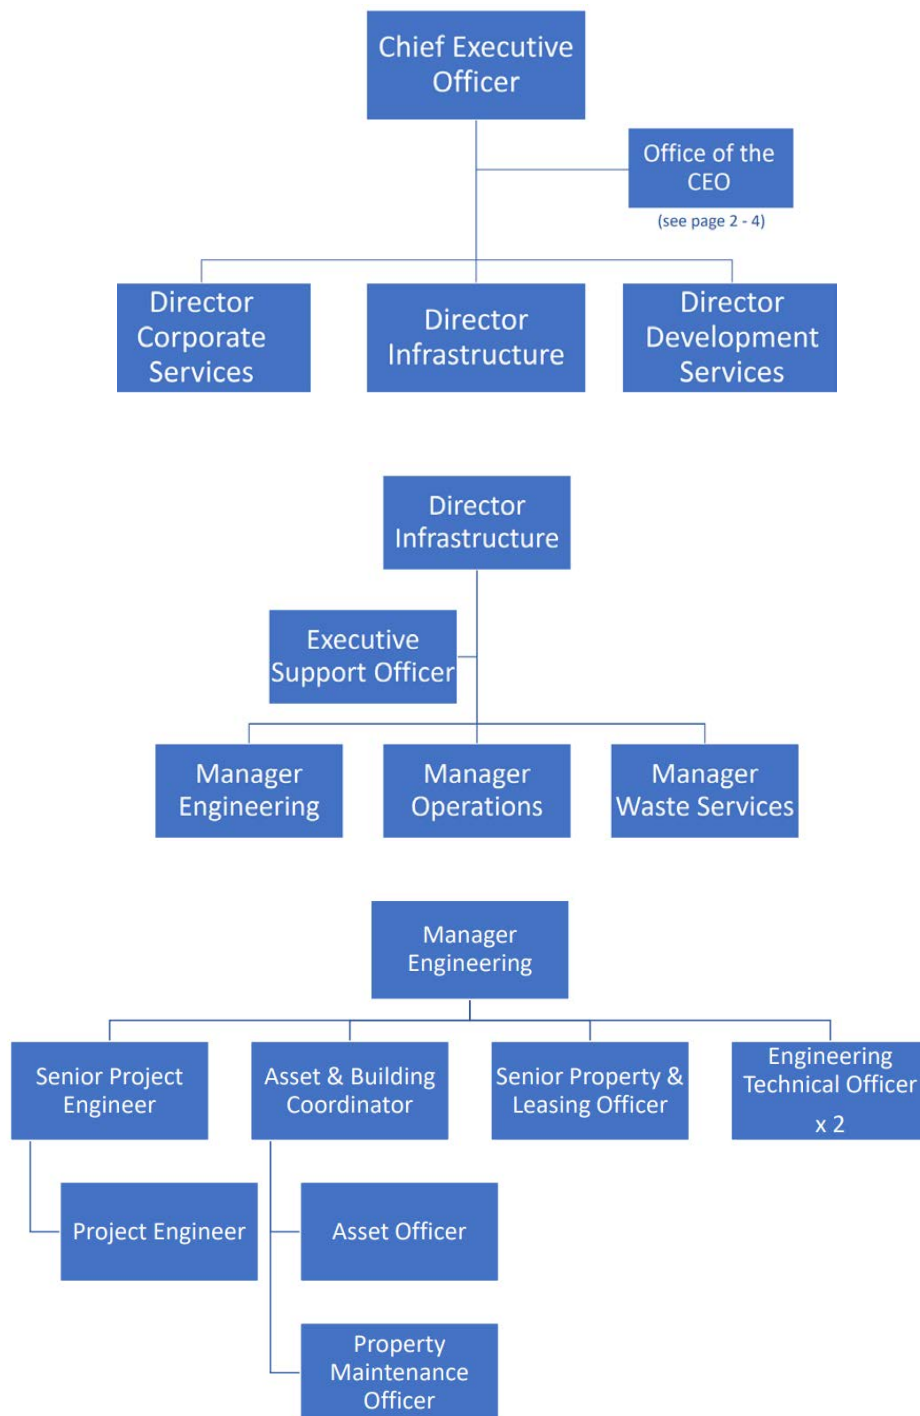 Chief Executive
Officer
Office of the
CEO
(see page 2 - 4)
Director
Corporate
Services
Director
Infrastructure
Director
Development
Services
Director
Infrastructure
Executive
Support Officer
Manager
Engineering
Manager
Operations
Manager
Waste Services
Manager
Engineering
Senior Project
Engineer
Asset & Building
Coordinator
Senior Property &
Leasing Officer
Engineering
Technical Officer
x 2
Project Engineer
Asset Officer
Property
Maintenance
Officer